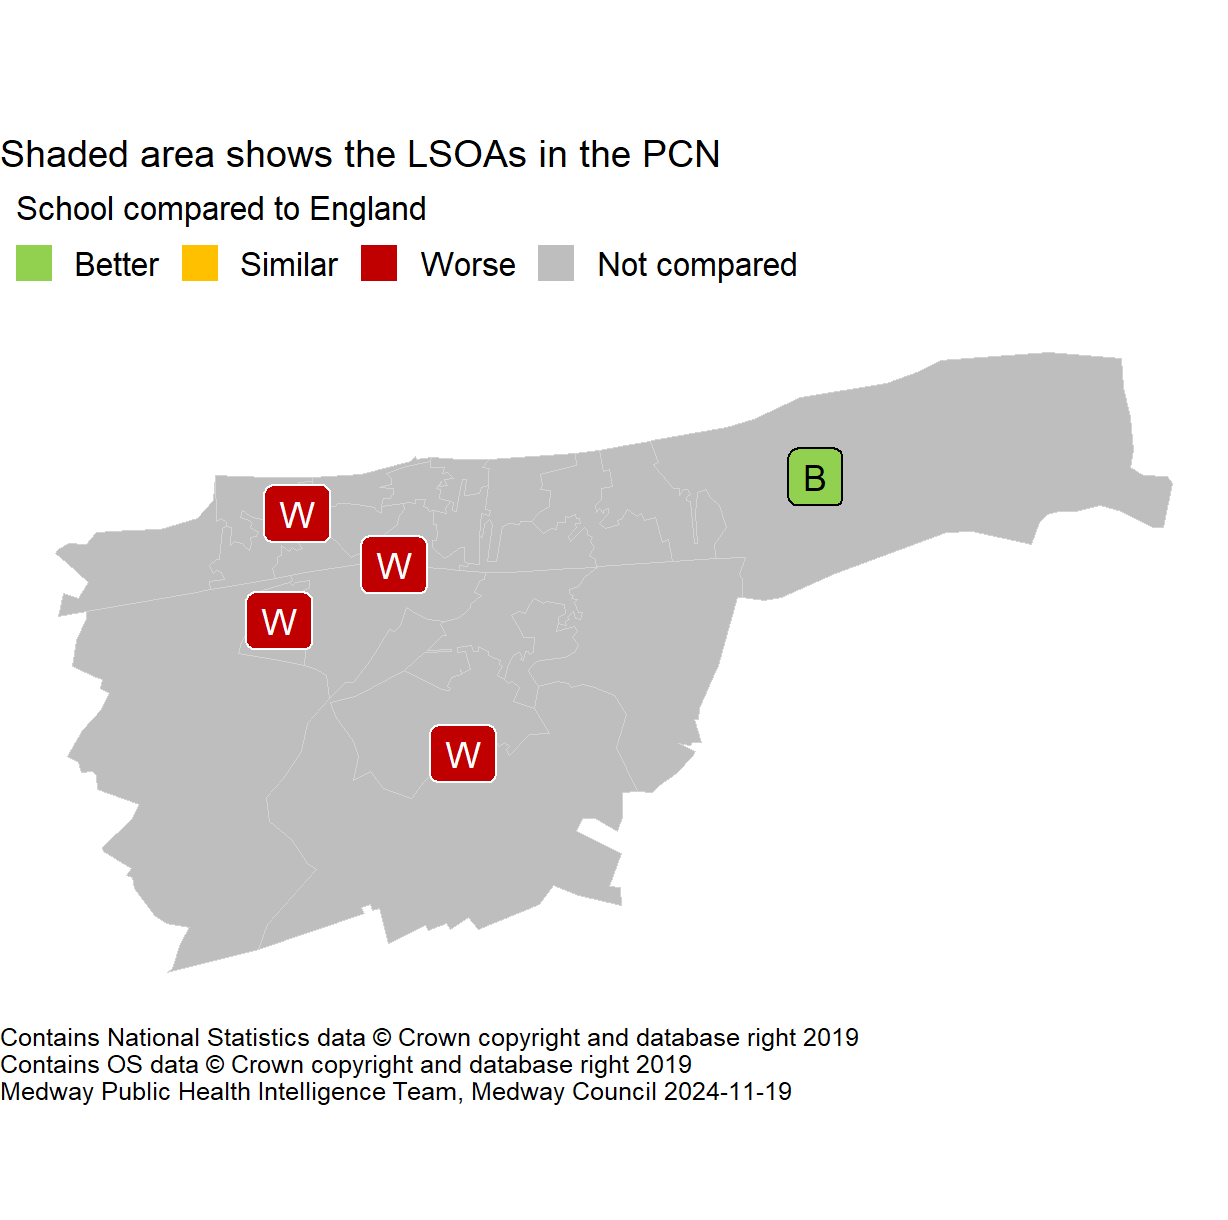 Shaded area shows the LSOAs in the PCN
School compared to England
Better Similar Worse Not compared
B
W
W
W
W
Contains National Statistics data © Crown copyright and database right 2019
Contains OS data © Crown copyright and database right 2019
Medway Public Health Intelligence Team, Medway Council 2024-11-19